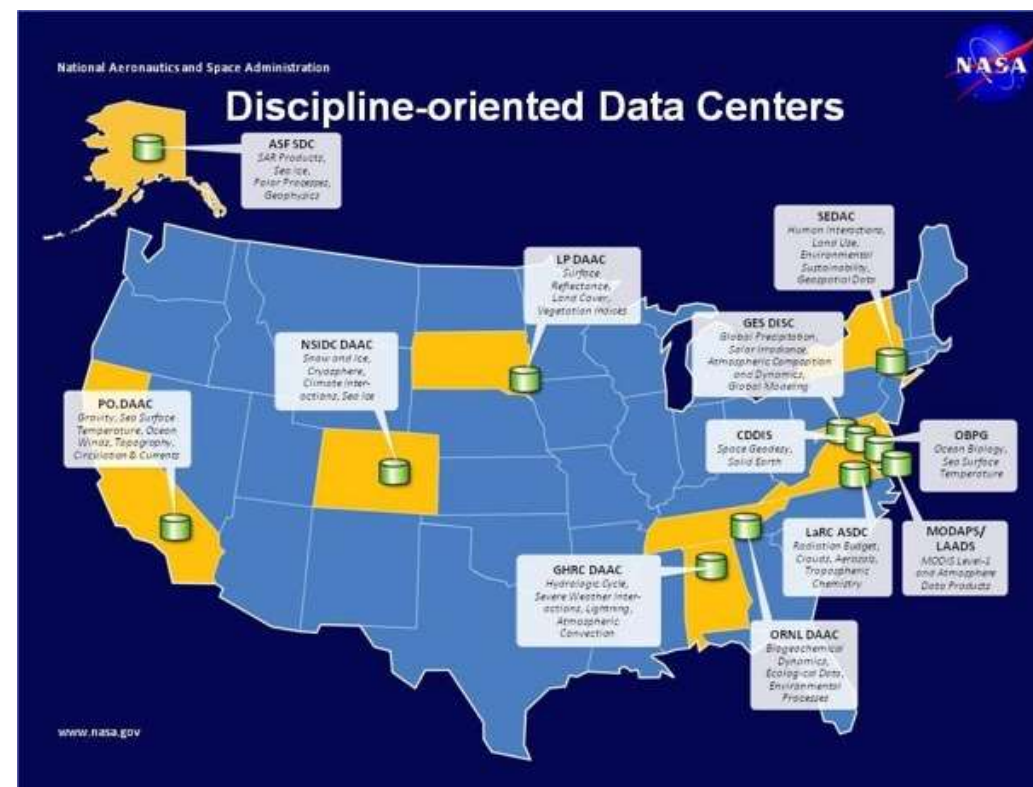 National Aeronautics and Space Administration
NASA
Discipline-oriented Data Centers
ASF SDC
SAR Products,
Sea Ice,
Polar Processes,
Geophysics
SEDAC
Human Interactions,
Land Use,
Environmental
Sustainability,
Geospatial Data
LP DAAC
Surface
Reflectance,
Land Cover,
Vegetation Indices
GES DISC
Global Precipitation,
Solar Irradiance,
Atmospheric Composition
and Dynamics,
Global Modeling
NSIDC DAAC
Snow and Ice,
Cryosphere,
Climate Inter-
actions, Sea Ice
PO.DAAC
Gravity, Sea Surface
Temperature, Ocean
Winds, Topography,
Circulation & Currents
CDDIS
Space Geodesy,
Solid Earth
OBPG
Ocean Biology,
Sea Surface
Temperature
LaRC ASDC
Radiation Budget,
Clouds, Aerosols,
Tropospheric
Chemistry
MODAPS/
LAADS
MODIS Level-1
and Atmosphere
Data Products
GHRC DAAC
Hydrologic Cycle,
Severe Weather Inter-
actions, Lightning,
Atmospheric
Convection
ORNL DAAC
Biogeochemical
Dynamics,
Ecological Data,
Environmental
Processes
www.nasa.gov